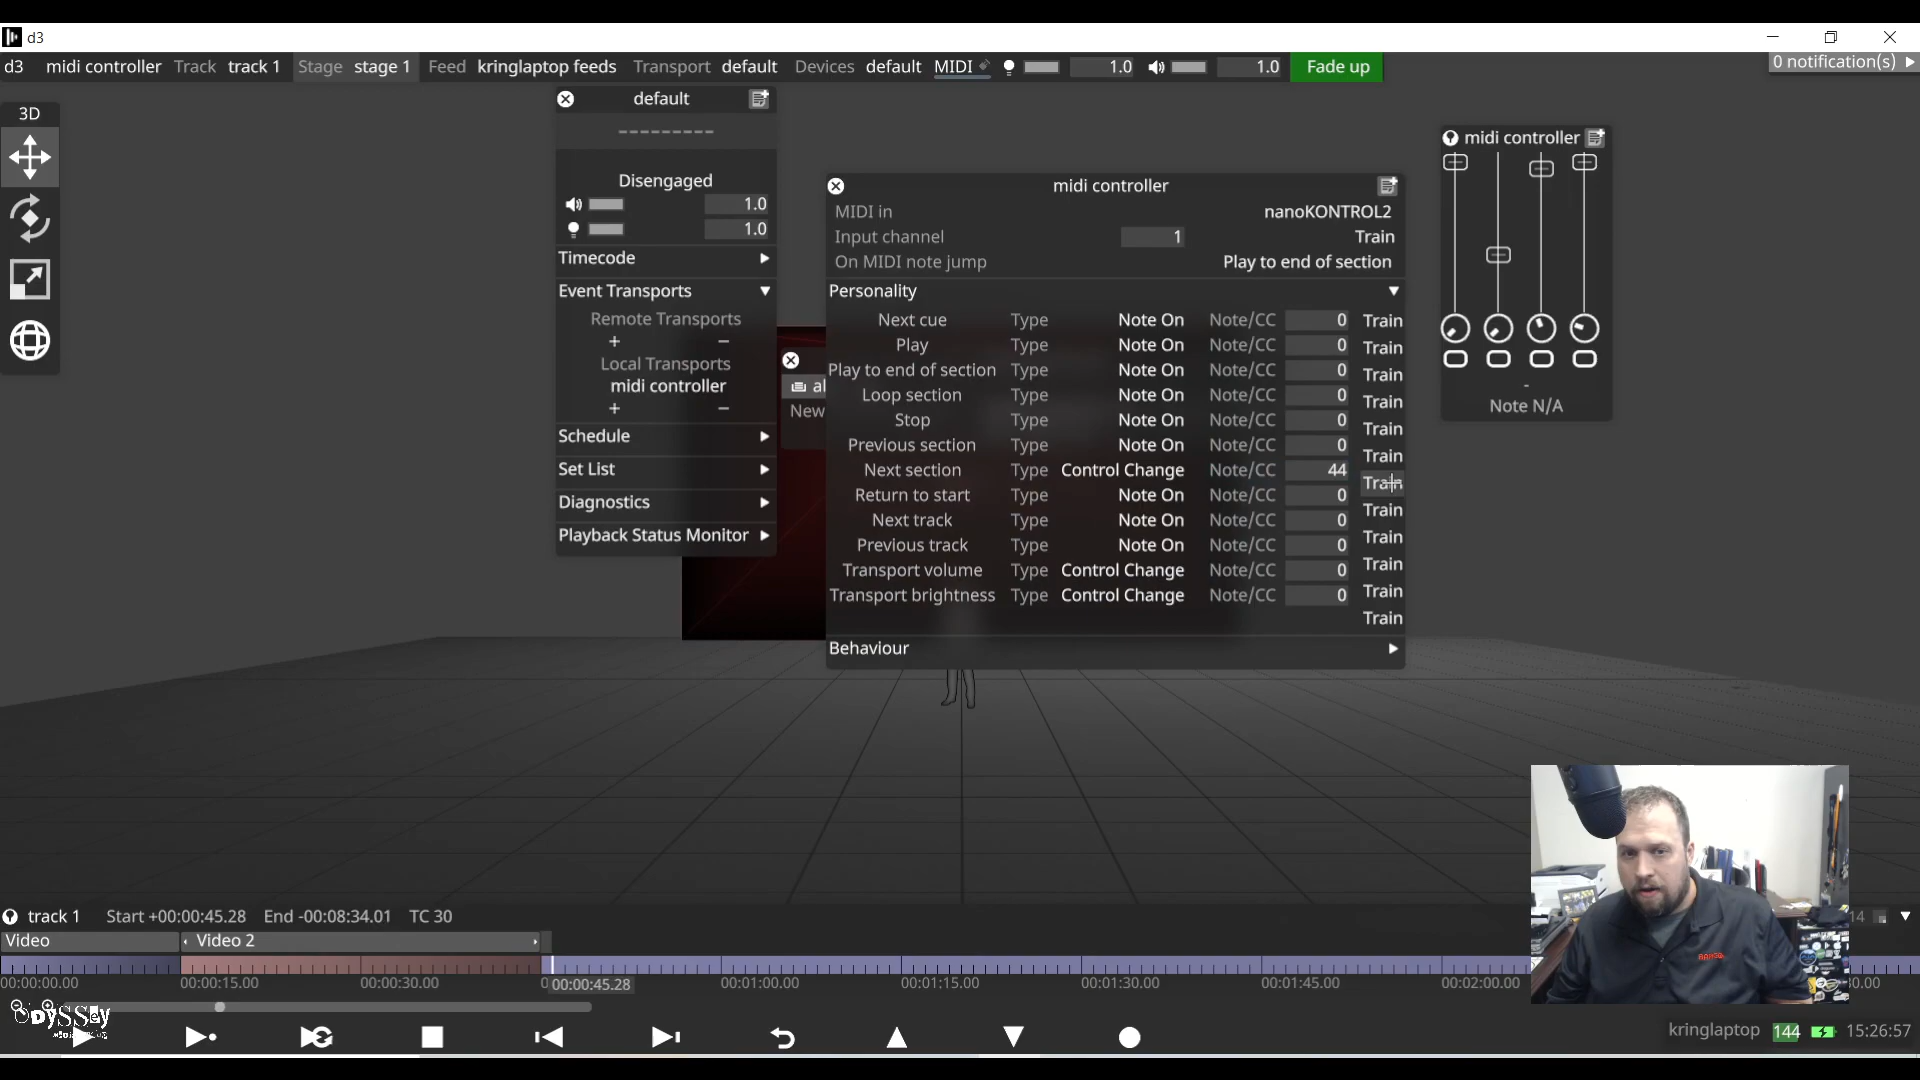 d3
d3 midi controller Track track 1 Stage stage 1 Feed kringlaptop feeds Transport default Devices default MIDI 1.0 1.0 Fade up
0 notification(s)
3D
default
---------
Disengaged
1.0
1.0
Timecode
Event Transports
Remote Transports
+ −
Local Transports
midi controller
+ −
Schedule
Set List
Diagnostics
Playback Status Monitor
New
midi controller
MIDI in nanoKONTROL2
Input channel 1 Train
On MIDI note jump Play to end of section
Personality
Next cue Type Note On Note/CC 0 Train
Play Type Note On Note/CC 0 Train
Play to end of section Type Note On Note/CC 0 Train
Loop section Type Note On Note/CC 0 Train
Stop Type Note On Note/CC 0 Train
Previous section Type Note On Note/CC 0 Train
Next section Type Control Change Note/CC 44 Train
Return to start Type Note On Note/CC 0 Train
Next track Type Note On Note/CC 0 Train
Previous track Type Note On Note/CC 0 Train
Transport volume Type Control Change Note/CC 0 Train
Transport brightness Type Control Change Note/CC 0 Train
Behaviour
midi controller
-
Note N/A
track 1 Start +00:00:45.28 End -00:08:34.01 TC 30
14
Video Video 2
00:00:00.00 00:00:15.00 00:00:30.00 00:00:45.28 00:01:00.00 00:01:15.00 00:01:30.00 00:01:45.00 00:02:00.00
ODYSSEY
kringlaptop 144 15:26:57